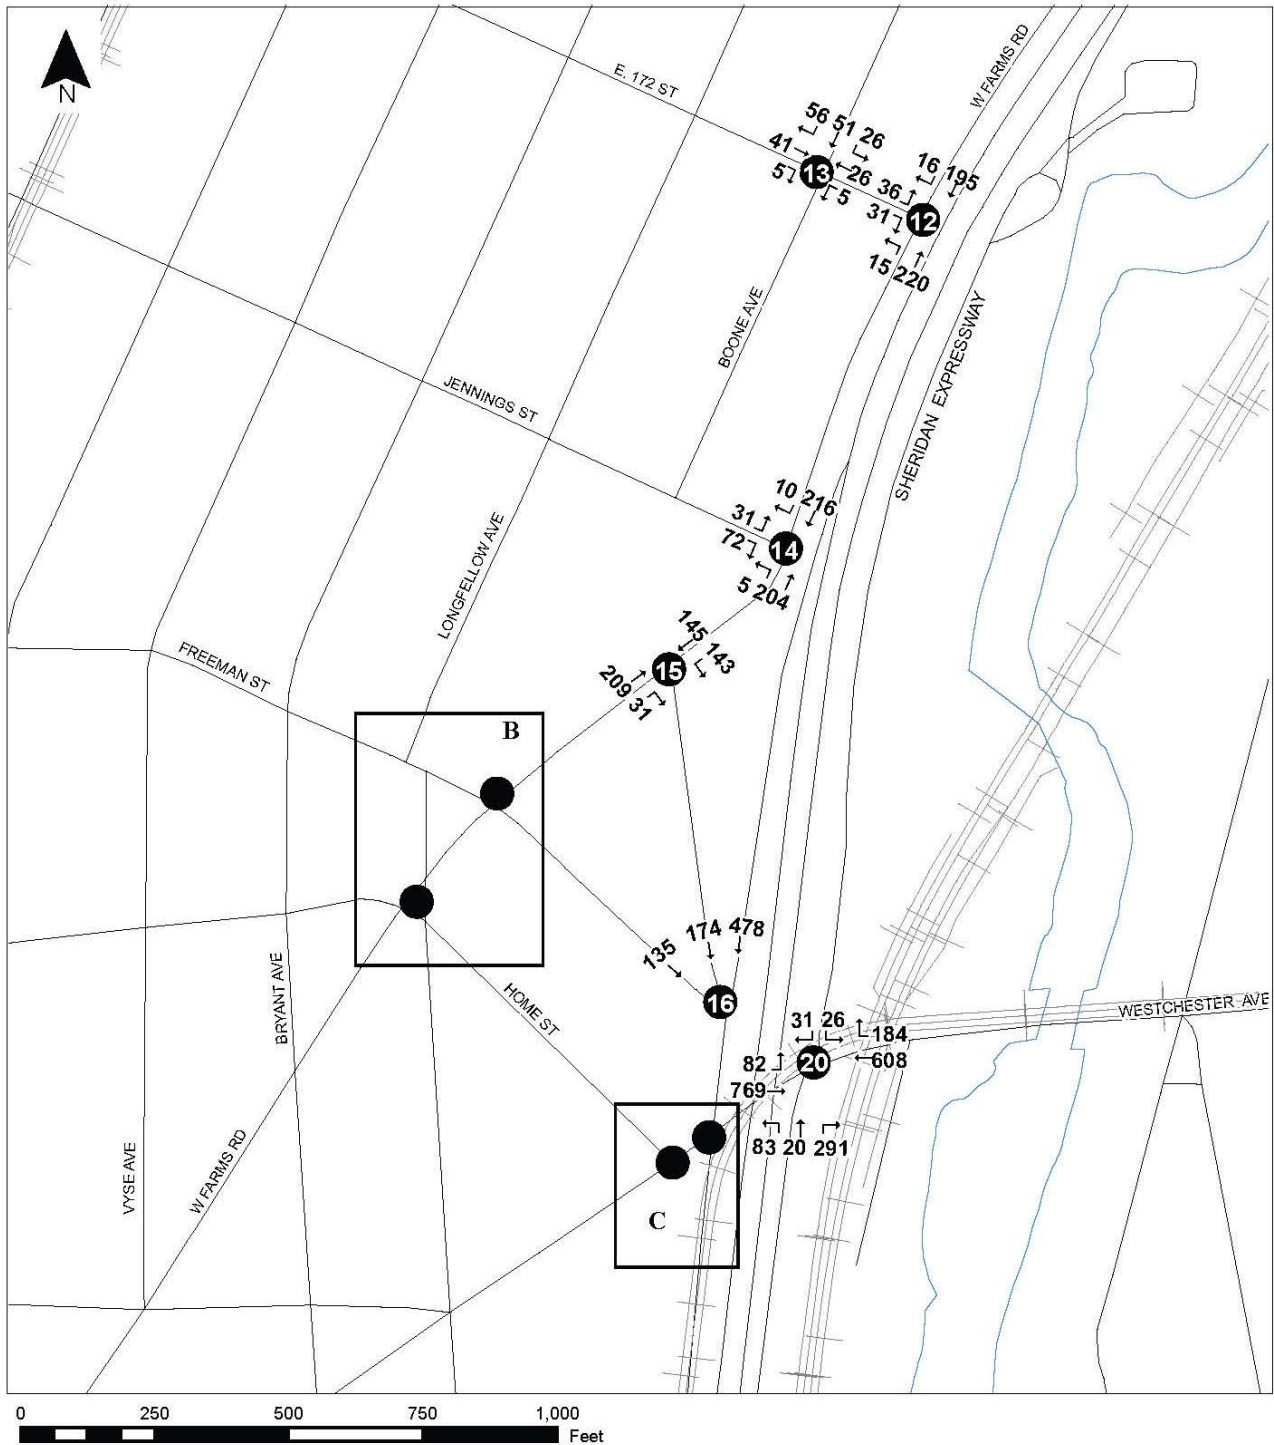 N
E. 172 ST
W FARMS RD
56 51 26
41
13
5
26
5
16 195
36
31
12
15 220
BOONE AVE
SHERIDAN EXPRESSWAY
JENNINGS ST
10 216
31
72
14
5 204
LONGFELLOW AVE
145 143
15
209 31
FREEMAN ST
B
135
174 478
16
BRYANT AVE
HOME ST
WESTCHESTER AVE
31 26
184
82
20
608
769
83 20 291
VYSE AVE
W FARMS RD
C
0 250 500 750 1,000
Feet